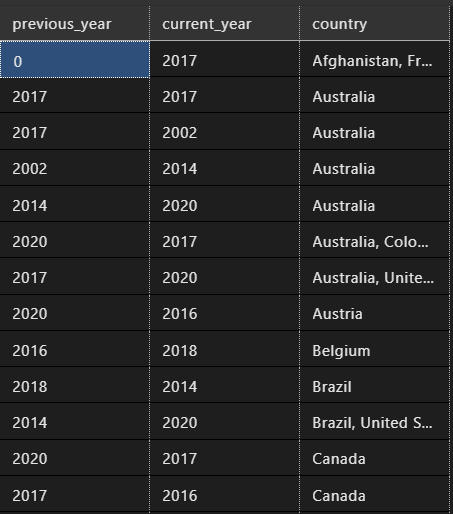 previous_year current_year country
0 2017 Afghanistan, Fr...
2017 2017 Australia
2017 2002 Australia
2002 2014 Australia
2014 2020 Australia
2020 2017 Australia, Colo...
2017 2020 Australia, Unite...
2020 2016 Austria
2016 2018 Belgium
2018 2014 Brazil
2014 2020 Brazil, United S...
2020 2017 Canada
2017 2016 Canada